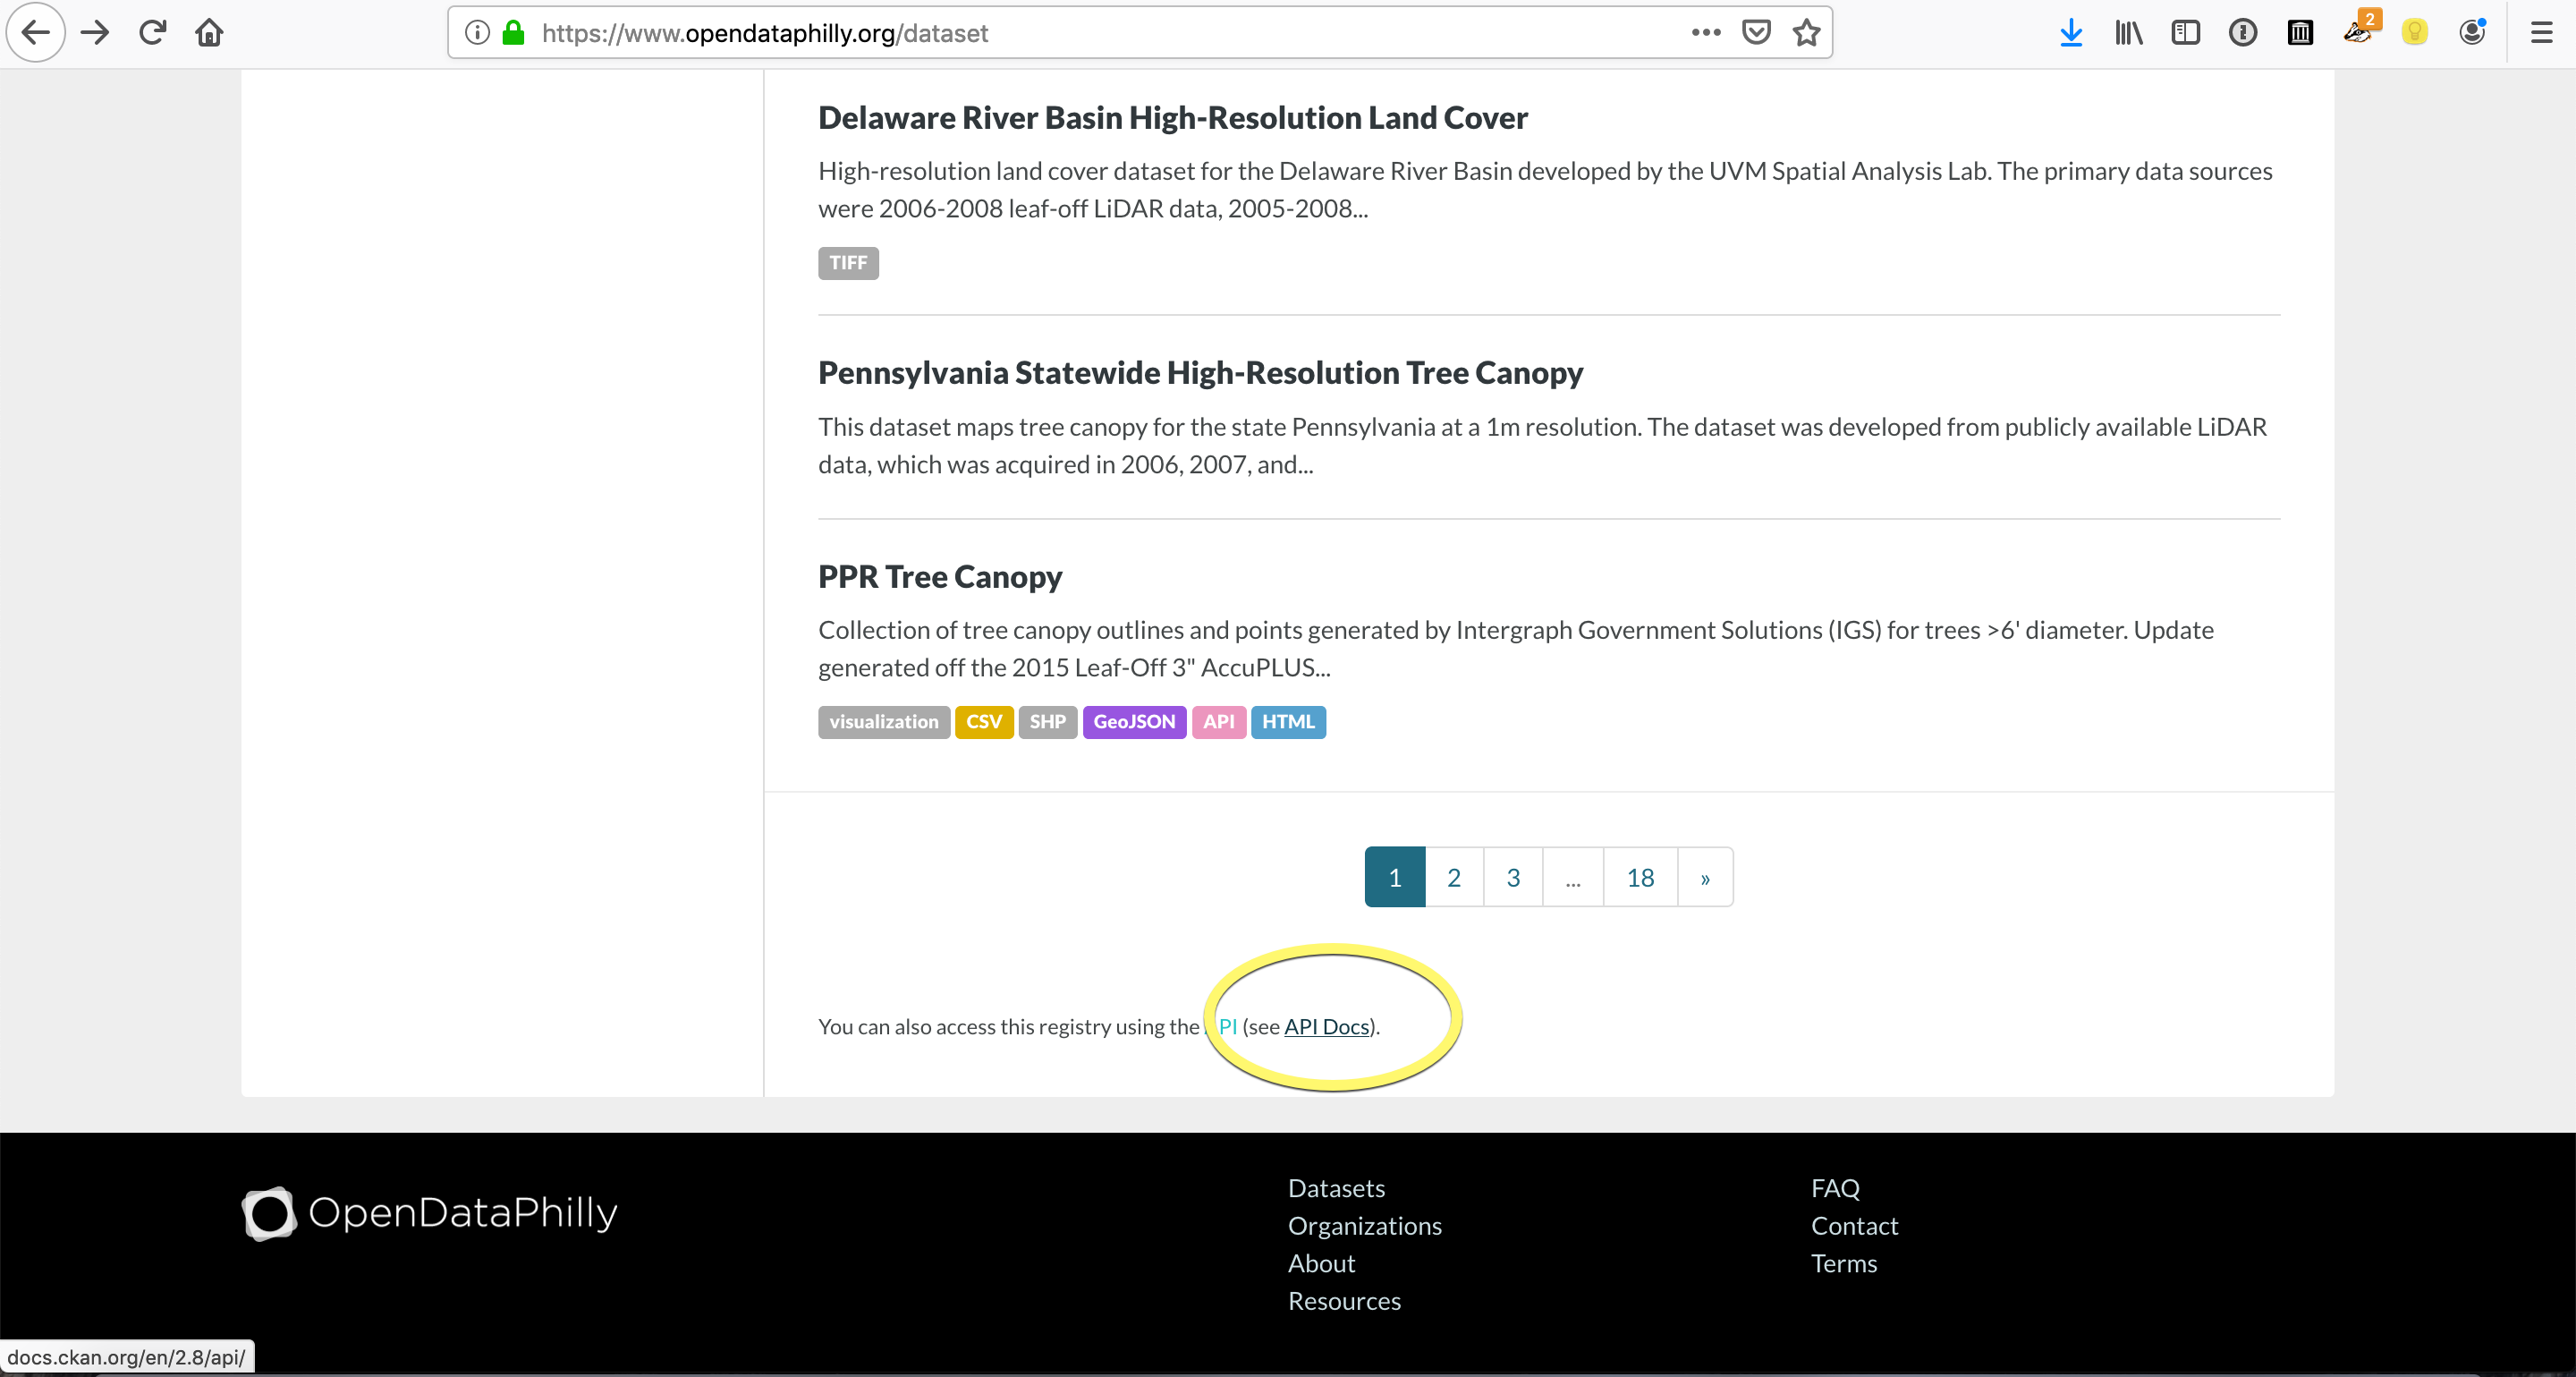 https://www.opendataphilly.org/dataset
2
Delaware River Basin High-Resolution Land Cover
High-resolution land cover dataset for the Delaware River Basin developed by the UVM Spatial Analysis Lab. The primary data sources
were 2006-2008 leaf-off LiDAR data, 2005-2008...
TIFF
Pennsylvania Statewide High-Resolution Tree Canopy
This dataset maps tree canopy for the state Pennsylvania at a 1m resolution. The dataset was developed from publicly available LiDAR
data, which was acquired in 2006, 2007, and...
PPR Tree Canopy
Collection of tree canopy outlines and points generated by Intergraph Government Solutions (IGS) for trees >6' diameter. Update
generated off the 2015 Leaf-Off 3" AccuPLUS...
visualization CSV SHP GeoJSON API HTML
1 2 3 ... 18 »
You can also access this registry using the PI (see API Docs).
OpenDataPhilly
Datasets
Organizations
About
Resources
FAQ
Contact
Terms
docs.ckan.org/en/2.8/api/